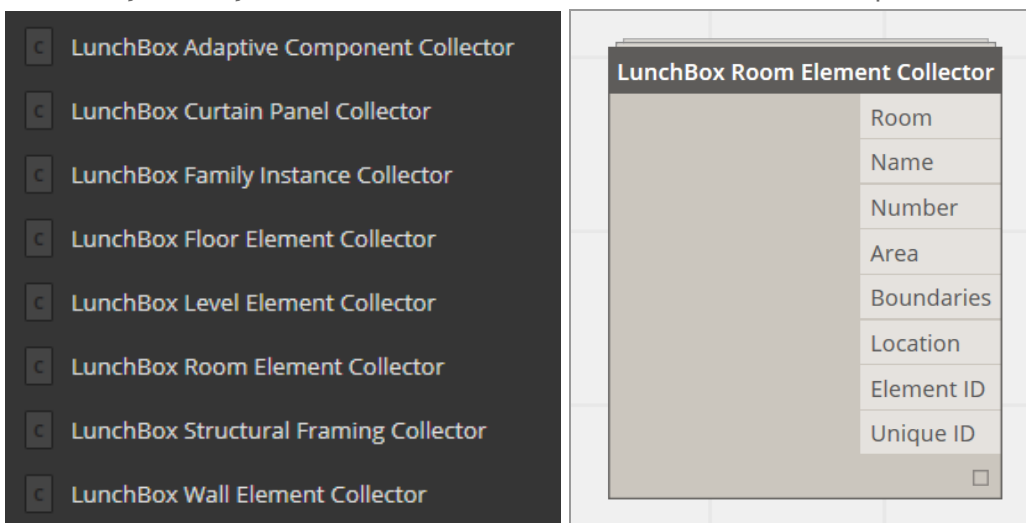 C LunchBox Adaptive Component Collector
C LunchBox Curtain Panel Collector
C LunchBox Family Instance Collector
C LunchBox Floor Element Collector
C LunchBox Level Element Collector
C LunchBox Room Element Collector
C LunchBox Structural Framing Collector
C LunchBox Wall Element Collector
LunchBox Room Element Collector
Room
Name
Number
Area
Boundaries
Location
Element ID
Unique ID